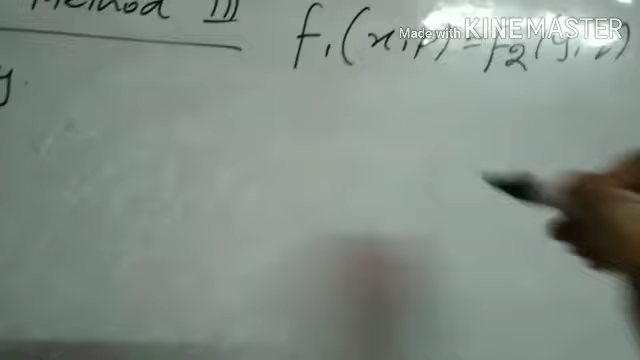 Method III
f₁(x,p) = f₂(y,q)
y.
Made with KINEMASTER